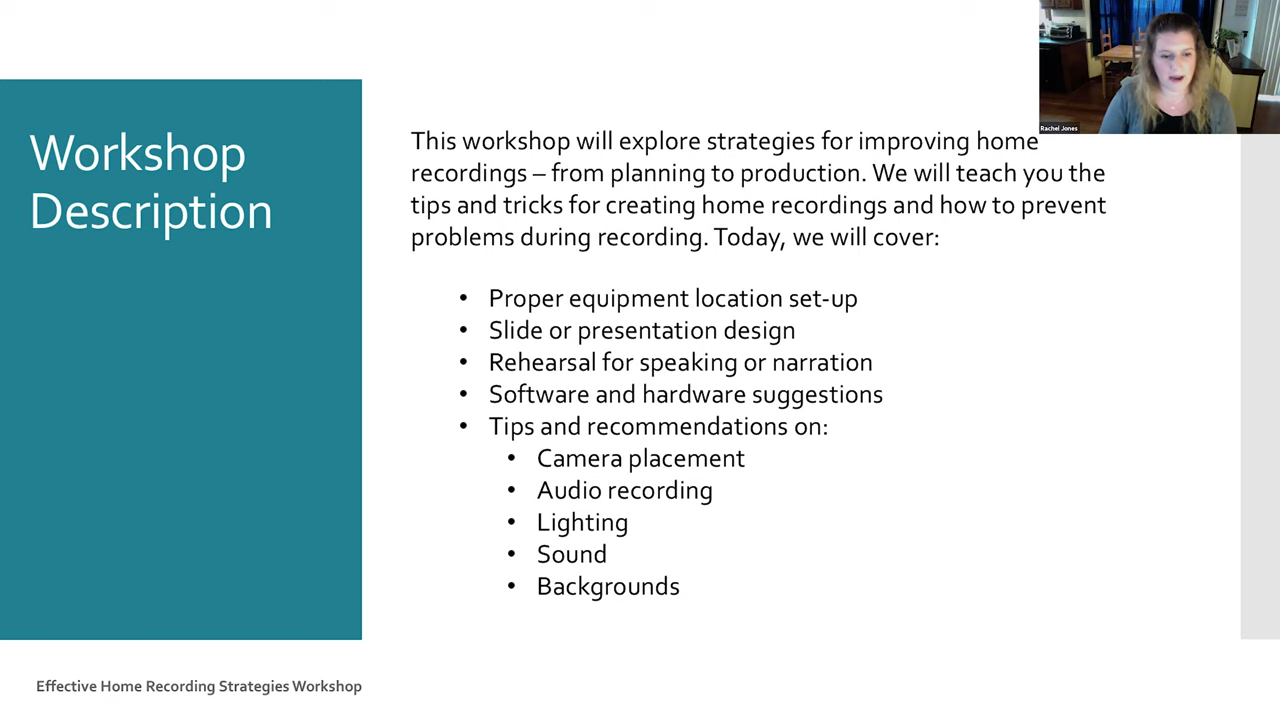 Workshop
Description
Rachel Jones
This workshop will explore strategies for improving home
recordings – from planning to production. We will teach you the
tips and tricks for creating home recordings and how to prevent
problems during recording. Today, we will cover:
• Proper equipment location set-up
• Slide or presentation design
• Rehearsal for speaking or narration
• Software and hardware suggestions
• Tips and recommendations on:
• Camera placement
• Audio recording
• Lighting
• Sound
• Backgrounds
Effective Home Recording Strategies Workshop